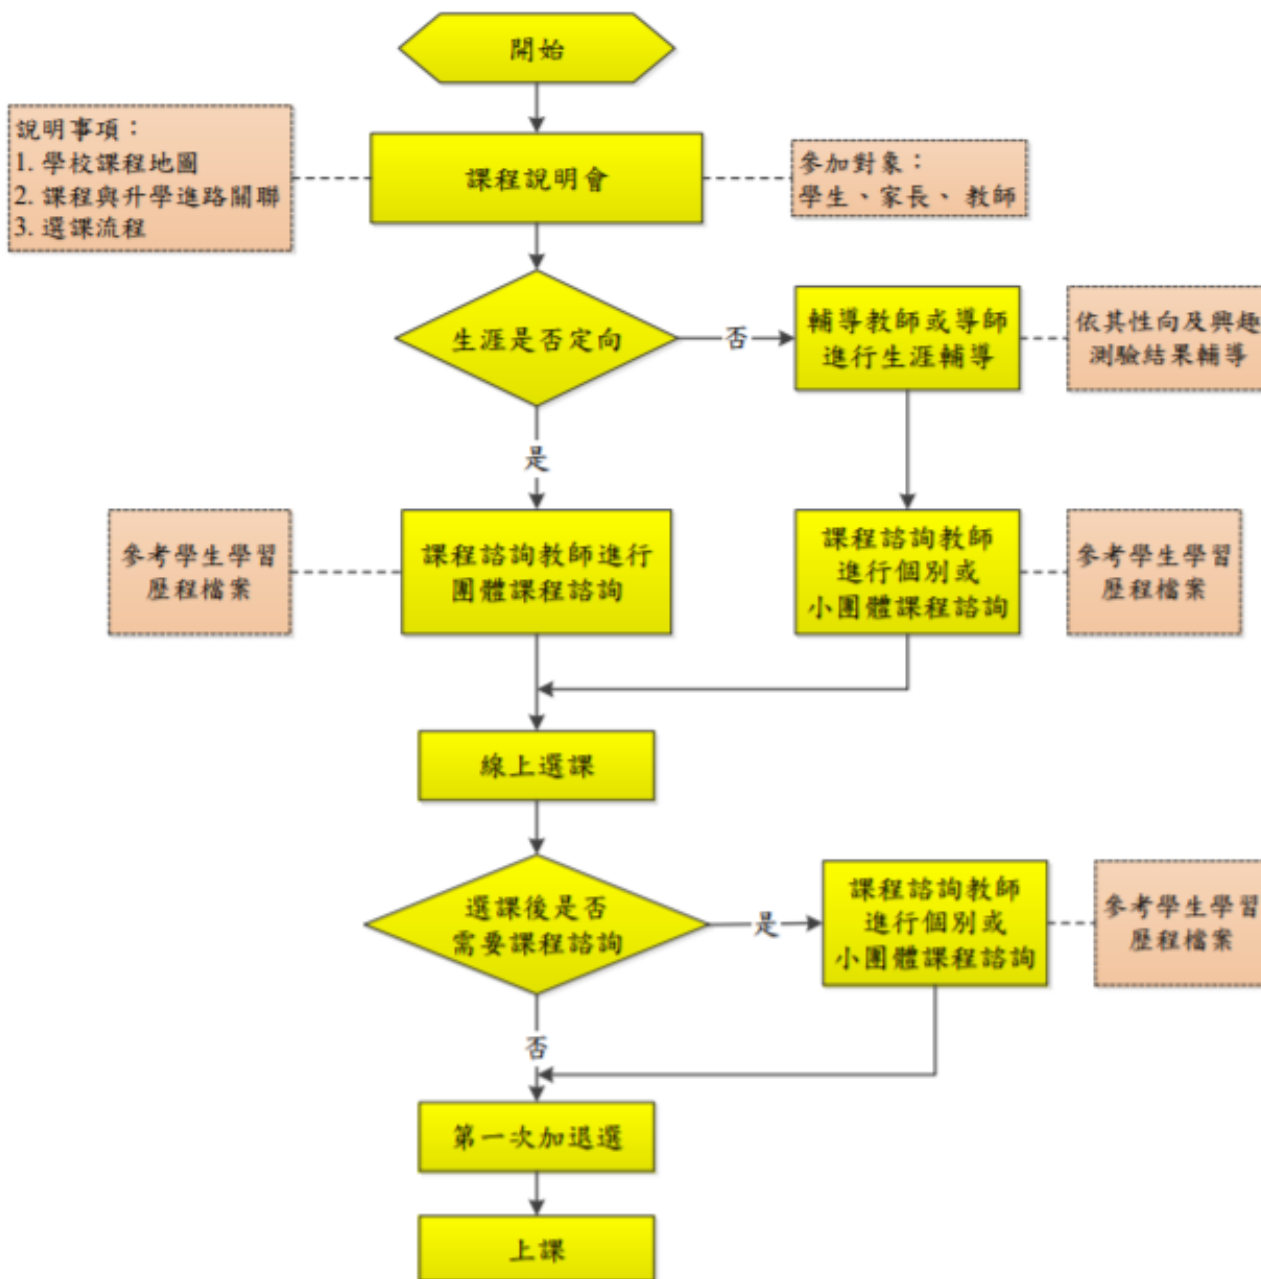 開始
說明事項：
1. 學校課程地圖
2. 課程與升學進路關聯
3. 選課流程
課程說明會
參加對象：
學生、家長、教師
生涯是否定向
否
輔導教師或導師
進行生涯輔導
依其性向及興趣
測驗結果輔導
是
參考學生學習
歷程檔案
課程諮詢教師進行
團體課程諮詢
課程諮詢教師
進行個別或
小團體課程諮詢
參考學生學習
歷程檔案
線上選課
選課後是否
需要課程諮詢
是
課程諮詢教師
進行個別或
小團體課程諮詢
參考學生學習
歷程檔案
否
第一次加退選
上課